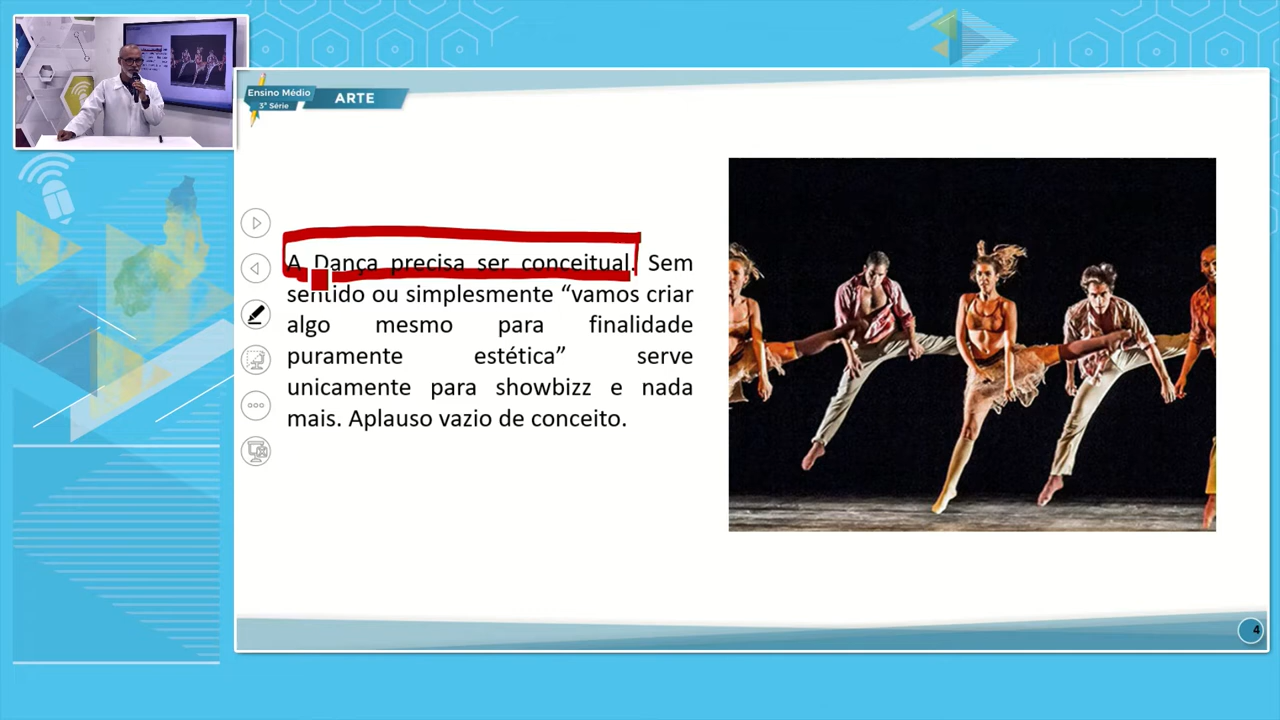 Ensino Médio
3ª Série
ARTE
A Dança precisa ser conceitual. Sem
sentido ou simplesmente “vamos criar
algo mesmo para finalidade
puramente estética” serve
unicamente para showbizz e nada
mais. Aplauso vazio de conceito.
4